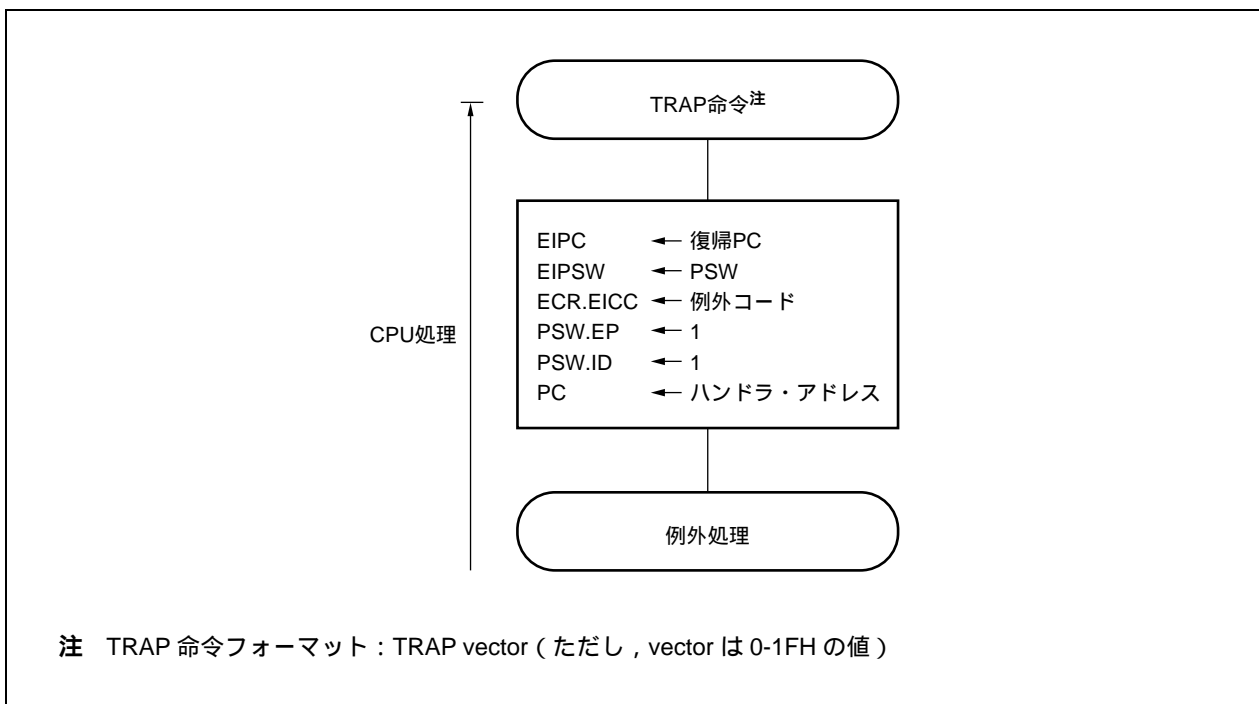 TRAP命令注
CPU処理
EIPC ← 復帰PC
EIPSW ← PSW
ECR.EICC ← 例外コード
PSW.EP ← 1
PSW.ID ← 1
PC ← ハンドラ・アドレス
例外処理
注 TRAP 命令フォーマット：TRAP vector（ただし，vector は 0-1FH の値）